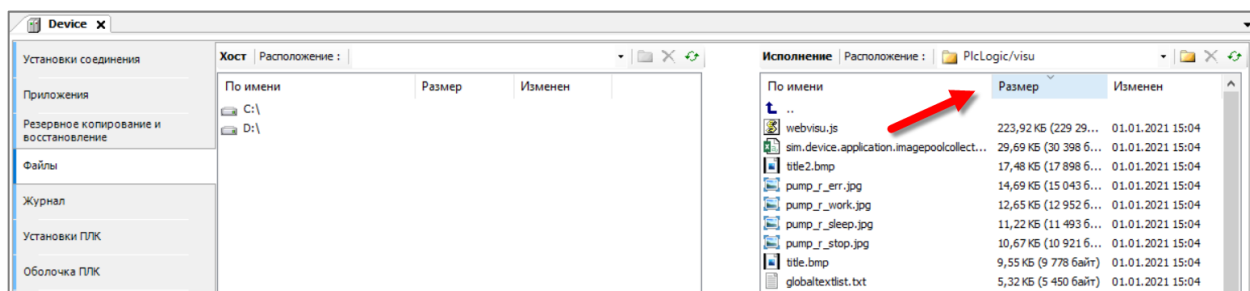 Device
Установки соединения
Приложения
Резервное копирование и
восстановление
Файлы
Журнал
Установки ПЛК
Оболочка ПЛК
Хост Расположение :
По имени Размер Изменен
C:\
D:\
Исполнение Расположение : PlcLogic/visu
По имени Размер Изменен
..
webvisu.js 223,92 КБ (229 29... 01.01.2021 15:04
sim.device.application.imagepoolcollect... 29,69 КБ (30 398 б... 01.01.2021 15:04
title2.bmp 17,48 КБ (17 898 б... 01.01.2021 15:04
pump_r_err.jpg 14,69 КБ (15 043 б... 01.01.2021 15:04
pump_r_work.jpg 12,65 КБ (12 952 б... 01.01.2021 15:04
pump_r_sleep.jpg 11,22 КБ (11 493 б... 01.01.2021 15:04
pump_r_stop.jpg 10,67 КБ (10 921 б... 01.01.2021 15:04
title.bmp 9,55 КБ (9 778 байт) 01.01.2021 15:04
globaltextlist.txt 5,32 КБ (5 450 байт) 01.01.2021 15:04